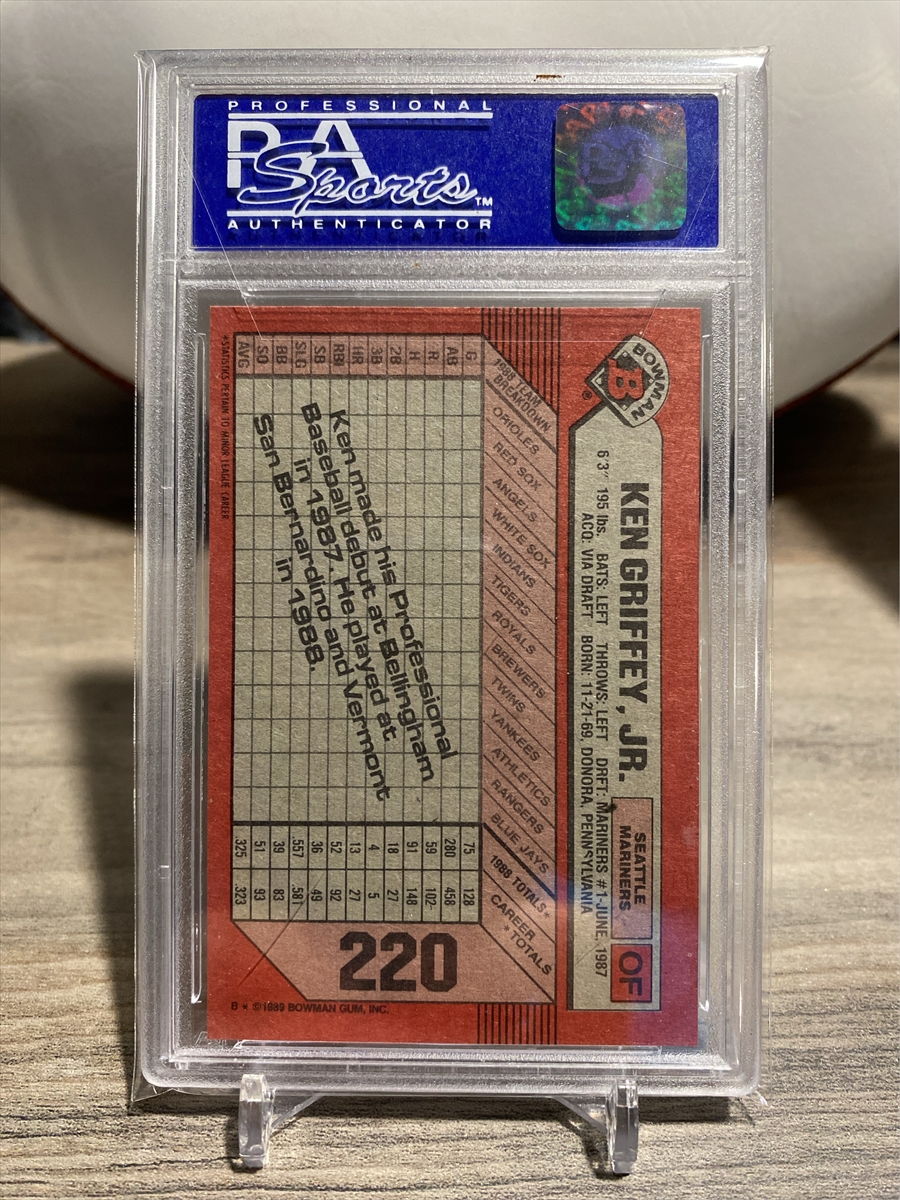 PROFESSIONAL
PSA
Sports™
AUTHENTICATOR
BOWMAN
B
®
KEN GRIFFEY, JR.
SEATTLE
MARINERS
OF
6'3" 195 lbs. BATS: LEFT THROWS: LEFT DRFT: MARINERS #1-JUNE, 1987
ACQ: VIA DRAFT BORN: 11-21-69, DONORA, PENNSYLVANIA
1988 TEAM
BREAKDOWN
ORIOLES
RED SOX
ANGELS
WHITE SOX
INDIANS
TIGERS
ROYALS
BREWERS
TWINS
YANKEES
ATHLETICS
RANGERS
BLUE JAYS
1988 TOTALS*
CAREER
*TOTALS
G 75 128
AB 280 458
R 59 102
H 91 148
2B 18 27
3B 4 5
HR 13 27
RBI 52 92
SB 36 49
SLG .557 .581
BB 39 83
SO 51 93
AVG .325 .323
Ken made his Professional
Baseball debut at Bellingham
in 1987. He played at
San Bernardino and Vermont
in 1988.
*STATISTICS PERTAIN TO MINOR LEAGUE CAREER
220
B ★ ©1989 BOWMAN GUM, INC.